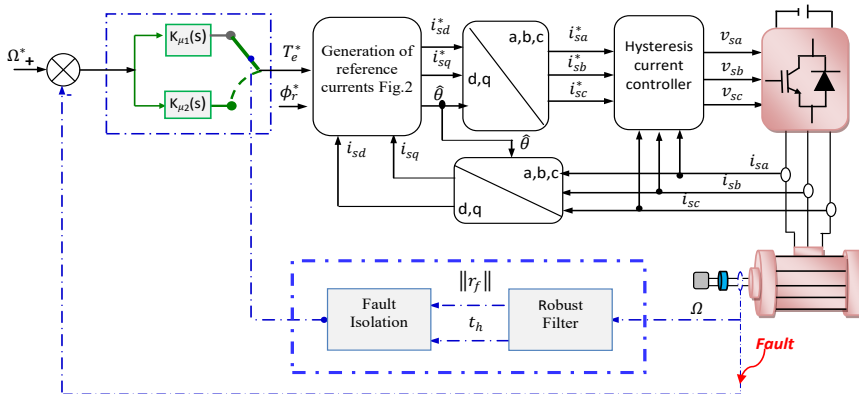 Ω*
+
-
Kμ1(s)
Kμ2(s)
T*e
ϕ*r
Generation of
reference
currents Fig.2
i*sd
i*sq
θ̂
a,b,c
d,q
i*sa
i*sb
i*sc
Hysteresis
current
controller
vsa
vsb
vsc
isd
isq
θ̂
a,b,c
d,q
isa
isb
isc
Fault
Isolation
‖rf‖
th
Robust
Filter
Ω
Fault